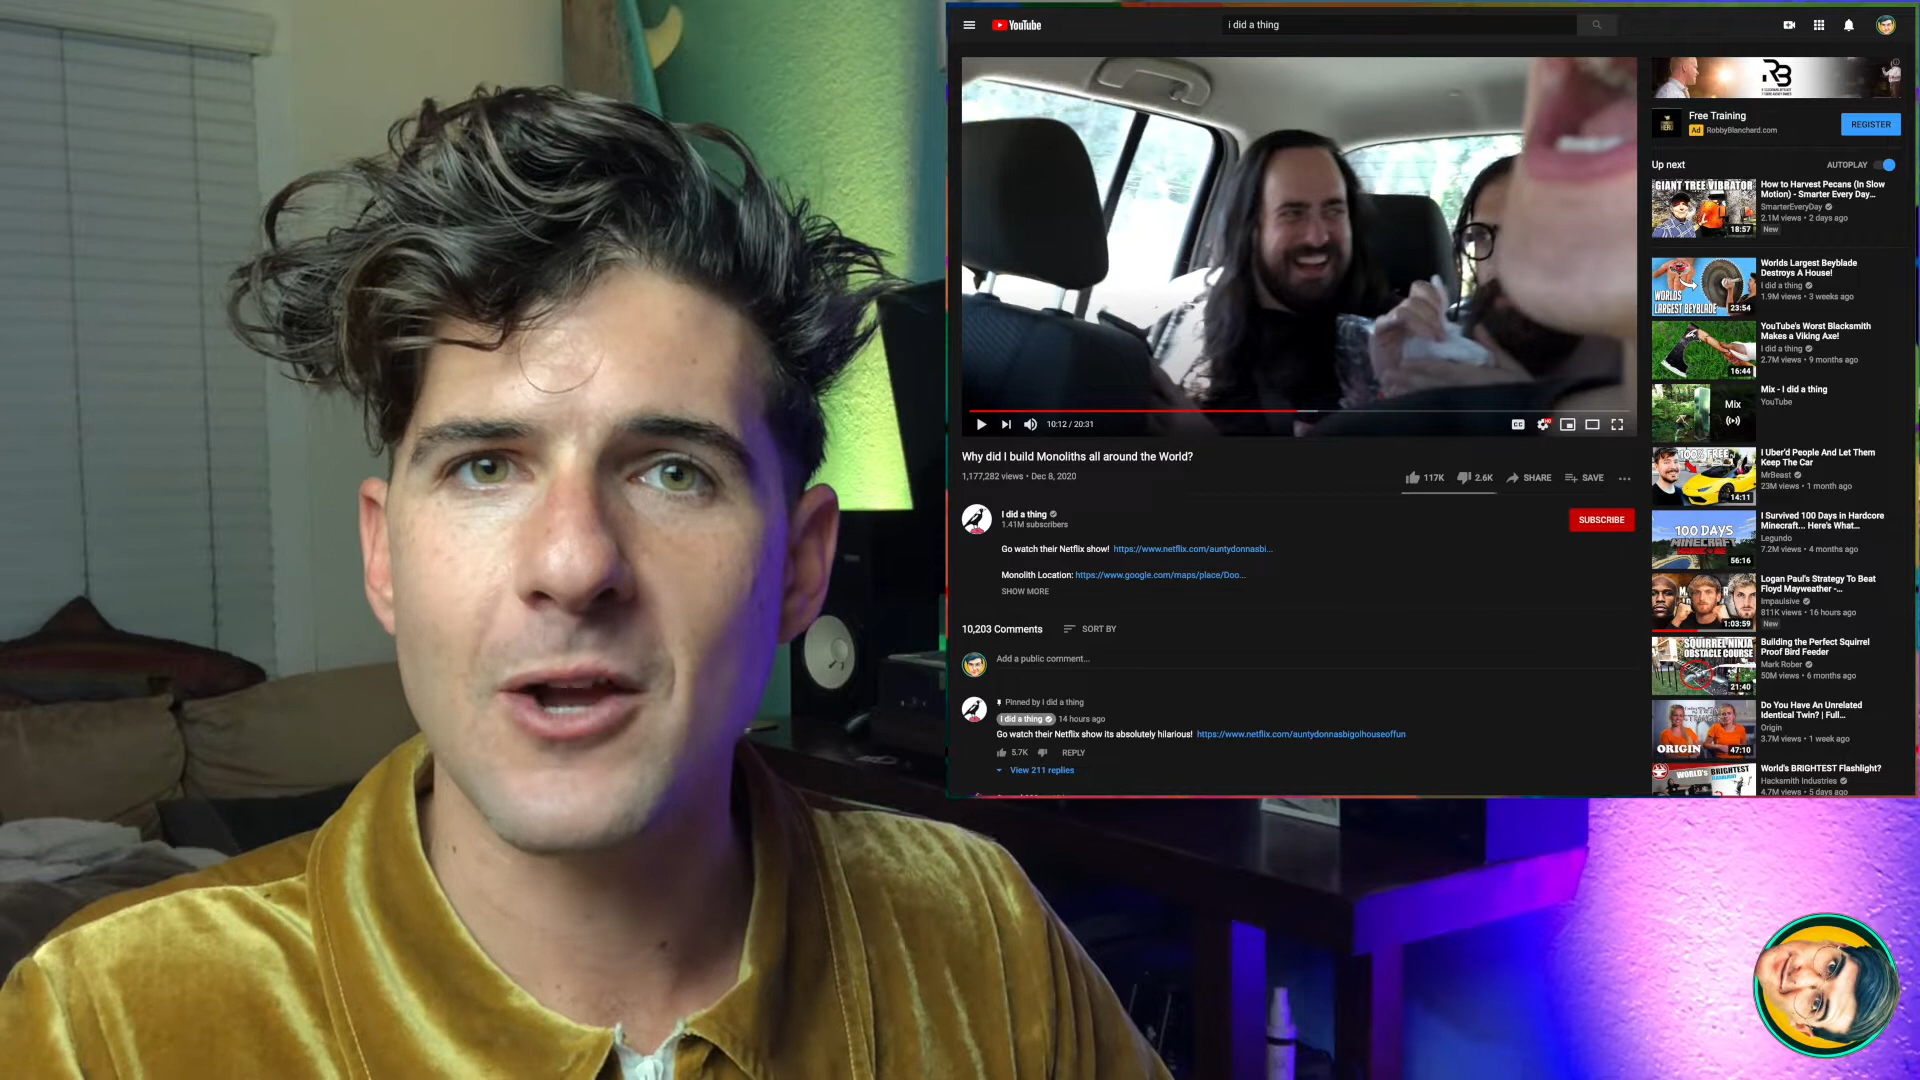 YouTube
i did a thing
10:12 / 20:31
CC
HD
Why did I build Monoliths all around the World?
1,177,282 views • Dec 8, 2020
117K
2.6K
SHARE
SAVE
I did a thing
1.41M subscribers
SUBSCRIBE
Go watch their Netflix show! https://www.netflix.com/auntydonnasbi...
Monolith Location: https://www.google.com/maps/place/Doo...
SHOW MORE
10,203 Comments
SORT BY
Add a public comment...
Pinned by I did a thing
I did a thing 14 hours ago
Go watch their Netflix show its absolutely hilarious! https://www.netflix.com/auntydonnasbigolhouseoffun
5.7K
REPLY
View 211 replies
RB
Free Training
Ad RobbyBlanchard.com
REGISTER
Up next
AUTOPLAY
GIANT TREE VIBRATOR
18:57
How to Harvest Pecans (In Slow
Motion) - Smarter Every Day...
SmarterEveryDay
2.1M views • 2 days ago
New
WORLDS
LARGEST BEYBLADE
23:54
Worlds Largest Beyblade
Destroys A House!
I did a thing
1.9M views • 3 weeks ago
16:44
YouTube's Worst Blacksmith
Makes a Viking Axe!
I did a thing
2.7M views • 9 months ago
Mix
Mix - I did a thing
YouTube
100% FREE
14:11
I Uber'd People And Let Them
Keep The Car
MrBeast
23M views • 1 month ago
100 DAYS
MINECRAFT
56:16
I Survived 100 Days in Hardcore
Minecraft... Here's What...
Legundo
7.2M views • 4 months ago
1:03:59
Logan Paul's Strategy To Beat
Floyd Mayweather -...
Impaulsive
811K views • 16 hours ago
New
SQUIRREL NINJA
OBSTACLE COURSE
21:40
Building the Perfect Squirrel
Proof Bird Feeder
Mark Rober
50M views • 6 months ago
ORIGIN
47:10
Do You Have An Unrelated
Identical Twin? | Full...
Origin
3.7M views • 1 week ago
WORLD'S BRIGHTEST
FLASHLIGHT
World's BRIGHTEST Flashlight?
Hacksmith Industries
4.7M views • 5 days ago